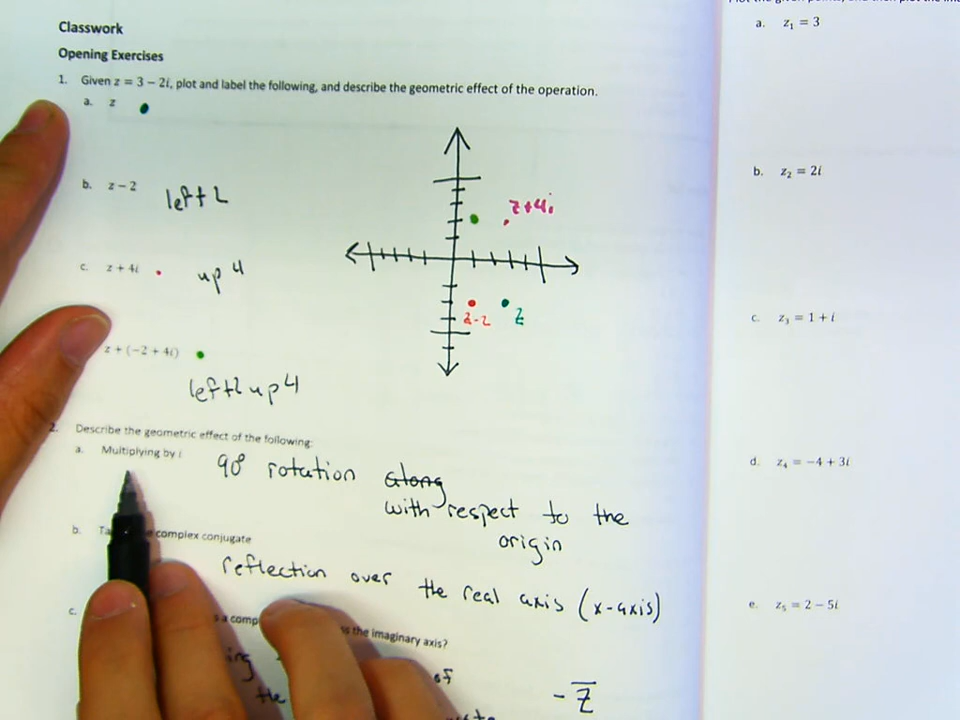 Classwork
Opening Exercises
1. Given z = 3 − 2i, plot and label the following, and describe the geometric effect of the operation.
a. z
b. z − 2 left 2
c. z + 4i up 4
z + (−2 + 4i)
left 2 up 4
z+4i
z-2 z
2. Describe the geometric effect of the following:
a. Multiplying by i 90° rotation along
with respect to the
origin
b. complex conjugate
reflection over the real axis (x-axis)
c. the imaginary axis?
of
the
- z̅
a. z₁ = 3
b. z₂ = 2i
c. z₃ = 1 + i
d. z₄ = −4 + 3i
e. z₅ = 2 − 5i